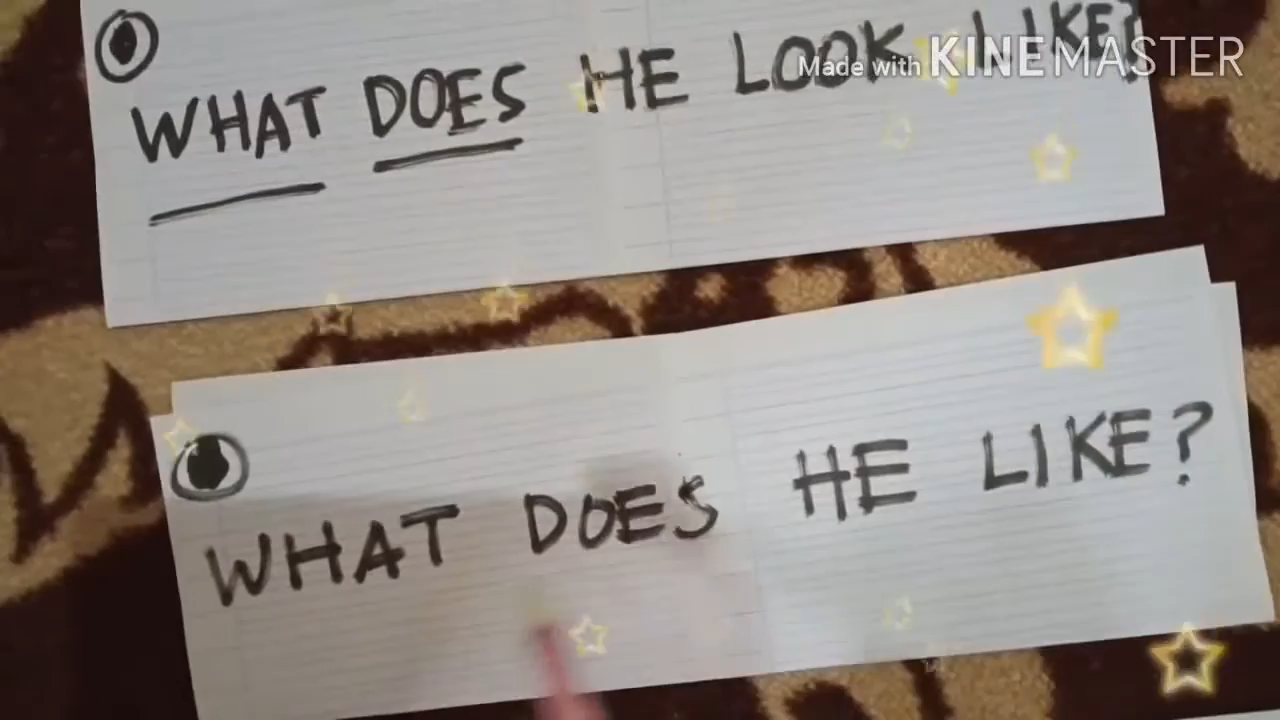 WHAT DOES HE LOOK LIKE?
Made with KINEMASTER
WHAT DOES HE LIKE?